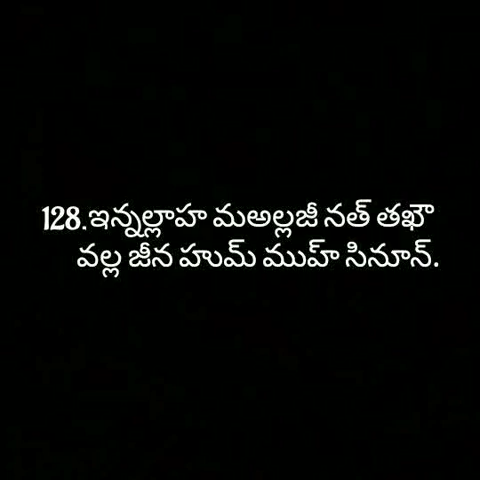 128.ఇన్నల్లాహ మఅల్లజీ నత్ తఖౌ
వల్ల జీన హుమ్ ముహ్ సినూన్.